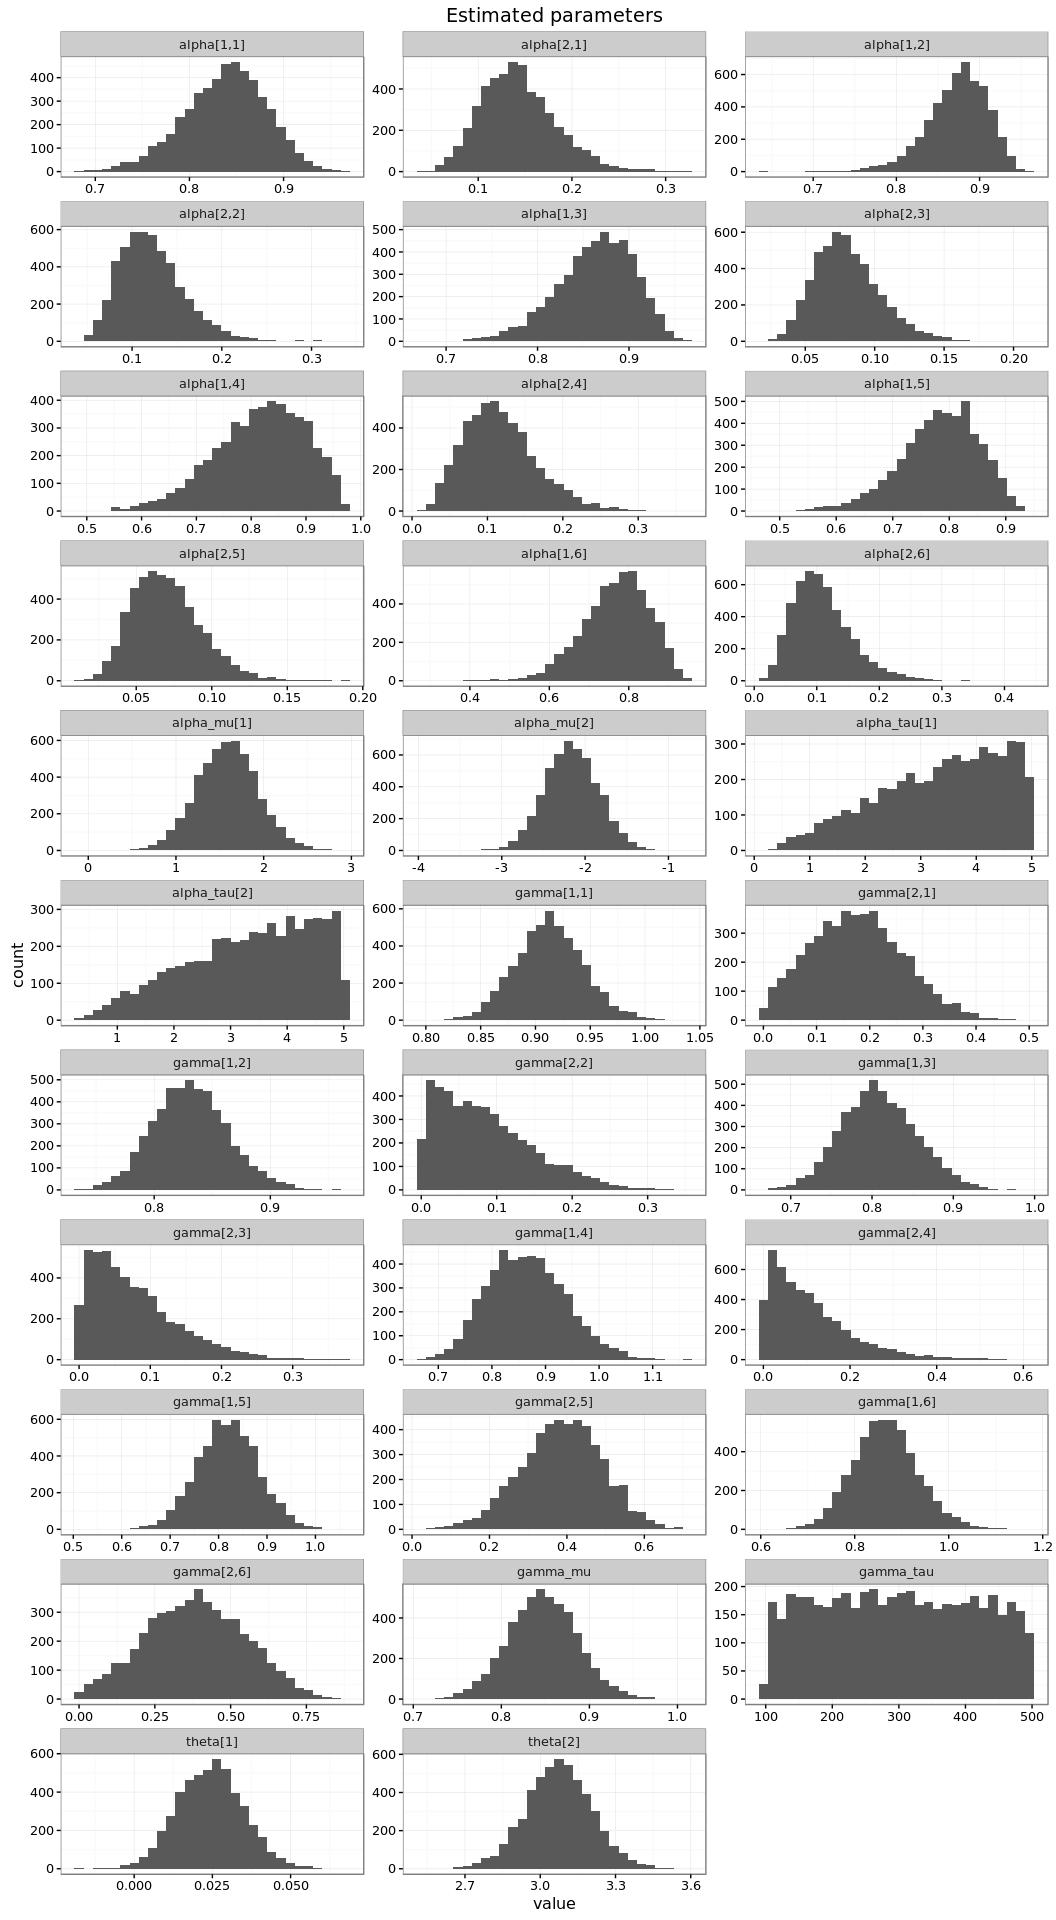 Estimated parameters
alpha[1,1] alpha[2,1] alpha[1,2]
400 300 200 100 0 400 200 0 600 400 200 0
0.7 0.8 0.9 0.1 0.2 0.3 0.7 0.8 0.9
alpha[2,2] alpha[1,3] alpha[2,3]
600 400 200 0 500 400 300 200 100 0 600 400 200 0
0.1 0.2 0.3 0.7 0.8 0.9 0.05 0.10 0.15 0.20
alpha[1,4] alpha[2,4] alpha[1,5]
400 300 200 100 0 400 200 0 500 400 300 200 100 0
0.5 0.6 0.7 0.8 0.9 1.0 0.0 0.1 0.2 0.3 0.5 0.6 0.7 0.8 0.9
alpha[2,5] alpha[1,6] alpha[2,6]
400 200 0 400 200 0 600 400 200 0
0.05 0.10 0.15 0.20 0.4 0.6 0.8 0.0 0.1 0.2 0.3 0.4
alpha_mu[1] alpha_mu[2] alpha_tau[1]
600 400 200 0 600 400 200 0 300 200 100 0
0 1 2 3 -4 -3 -2 -1 0 1 2 3 4 5
alpha_tau[2] gamma[1,1] gamma[2,1]
300 200 100 0 600 400 200 0 300 200 100 0
1 2 3 4 5 0.80 0.85 0.90 0.95 1.00 1.05 0.0 0.1 0.2 0.3 0.4 0.5
count
gamma[1,2] gamma[2,2] gamma[1,3]
500 400 300 200 100 0 400 300 200 100 0 500 400 300 200 100 0
0.8 0.9 0.0 0.1 0.2 0.3 0.7 0.8 0.9 1.0
gamma[2,3] gamma[1,4] gamma[2,4]
400 200 0 400 300 200 100 0 600 400 200 0
0.0 0.1 0.2 0.3 0.7 0.8 0.9 1.0 1.1 0.0 0.2 0.4 0.6
gamma[1,5] gamma[2,5] gamma[1,6]
600 400 200 0 400 300 200 100 0 400 200 0
0.5 0.6 0.7 0.8 0.9 1.0 0.0 0.2 0.4 0.6 0.6 0.8 1.0 1.2
gamma[2,6] gamma_mu gamma_tau
300 200 100 0 400 200 0 200 150 100 50 0
0.00 0.25 0.50 0.75 0.7 0.8 0.9 1.0 100 200 300 400 500
theta[1] theta[2]
600 400 200 0 600 400 200 0
0.000 0.025 0.050 2.7 3.0 3.3 3.6
value